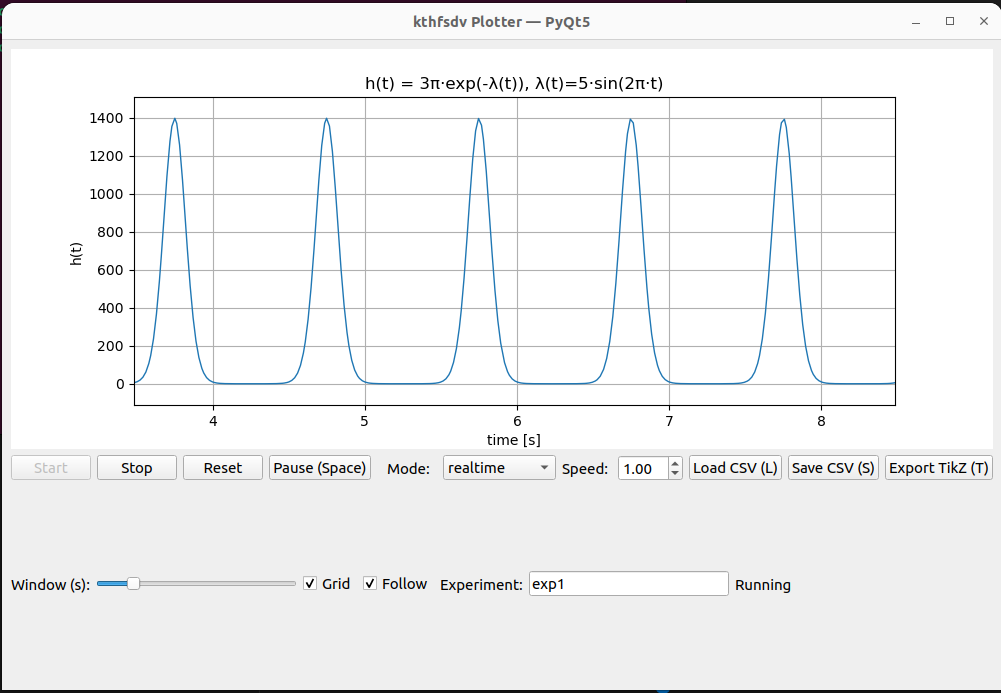 kthfsdv Plotter — PyQt5
h(t) = 3π·exp(-λ(t)), λ(t)=5·sin(2π·t)
1400
1200
1000
800
600
400
200
0
h(t)
4 5 6 7 8
time [s]
Start Stop Reset Pause (Space) Mode: realtime Speed: 1.00 Load CSV (L) Save CSV (S) Export TikZ (T)
Window (s): Grid Follow Experiment: exp1 Running